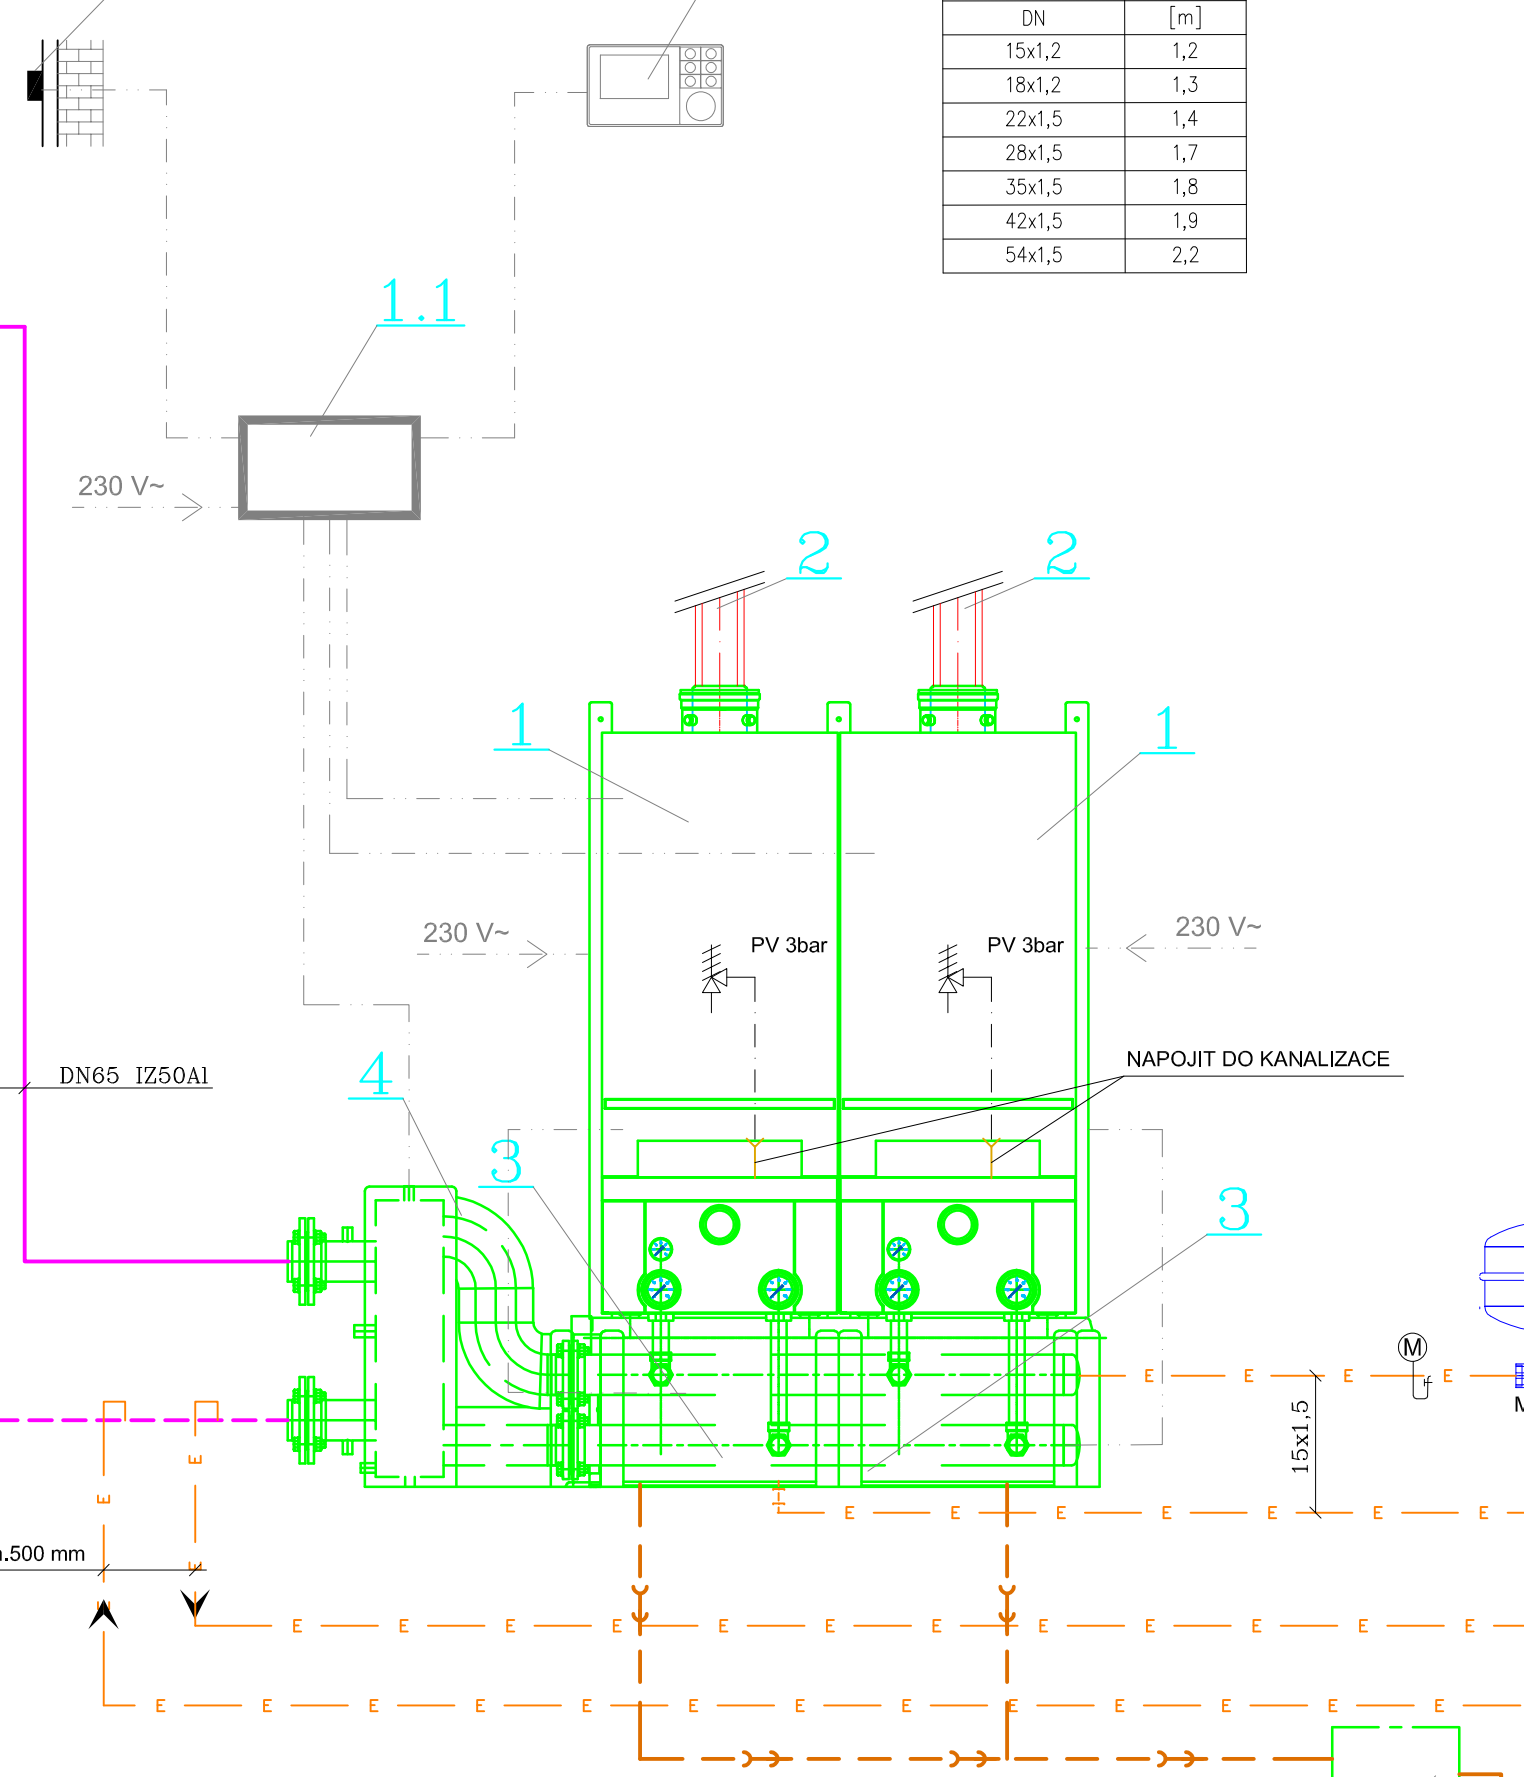 DN [m]
15x1,2 1,2
18x1,2 1,3
22x1,5 1,4
28x1,5 1,7
35x1,5 1,8
42x1,5 1,9
54x1,5 2,2
1.1
230 V~
2 2
1 1
230 V~ PV 3bar PV 3bar 230 V~
NAPOJIT DO KANALIZACE
DN65 IZ50Al
4
3 3
M
E E E E
15x1,5
E
E E E E E E E
E
.500 mm
E
E E E E E E E E E E E E
E E E E E E E E E E E E E